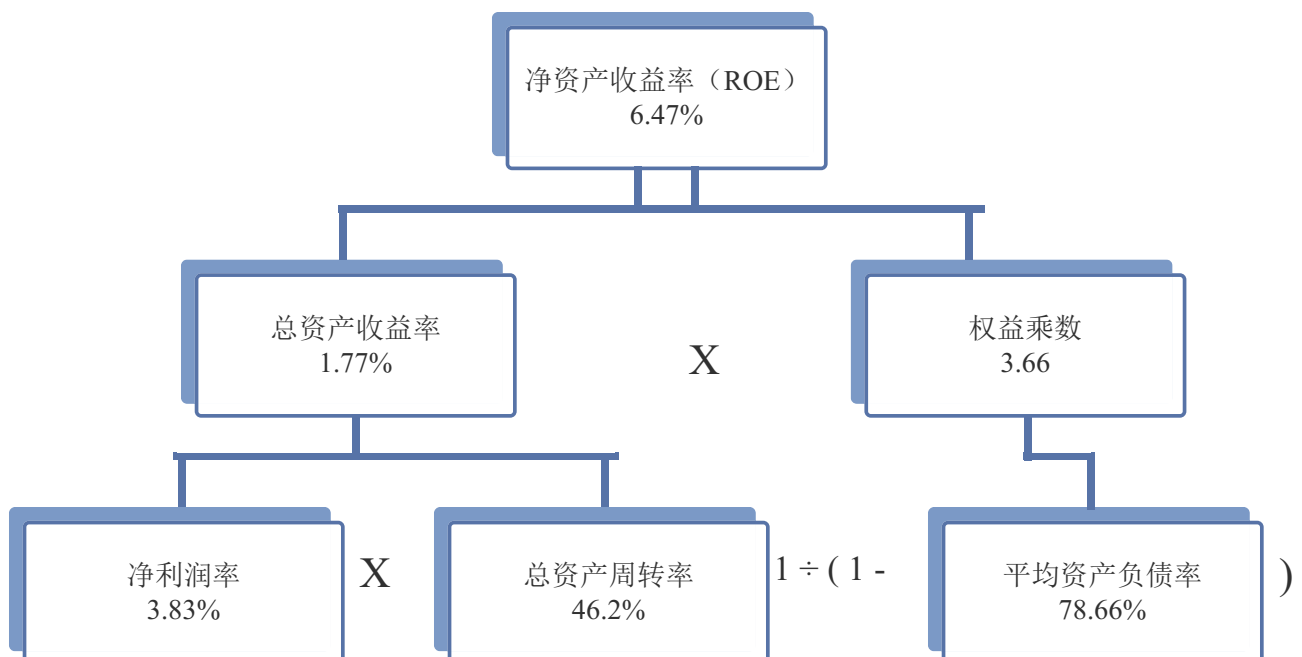 净资产收益率（ROE）
6.47%
总资产收益率
1.77%
X
权益乘数
3.66
净利润率
3.83%
X
总资产周转率
46.2%
1 ÷ ( 1 -
平均资产负债率
78.66%
)